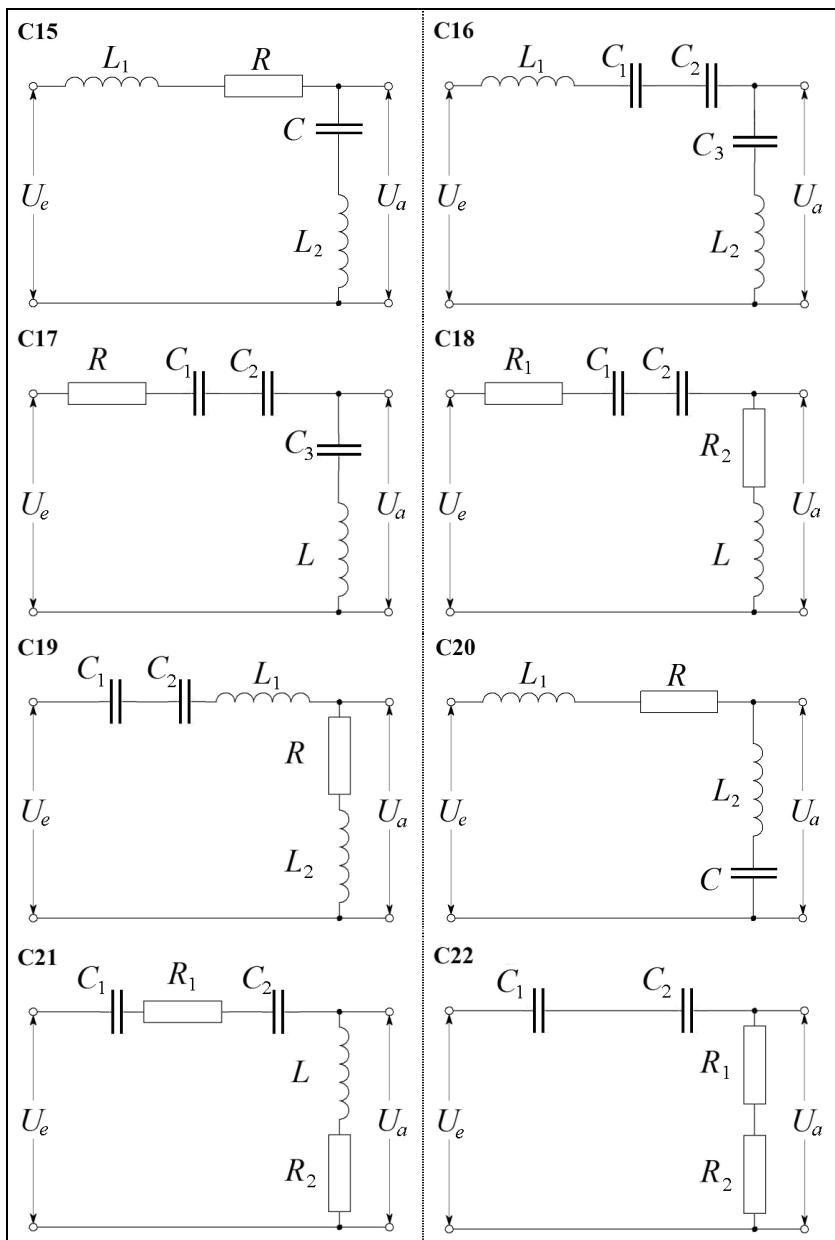 C15
L1 R
C
Ue Ua
L2
C16
L1 C1 C2
C3
Ue Ua
L2
C17
R C1 C2
C3
Ue Ua
L
C18
R1 C1 C2
R2
Ue Ua
L
C19
C1 C2 L1
R
Ue Ua
L2
C20
L1 R
L2
Ue Ua
C
C21
C1 R1 C2
L
Ue Ua
R2
C22
C1 C2
R1
Ue Ua
R2